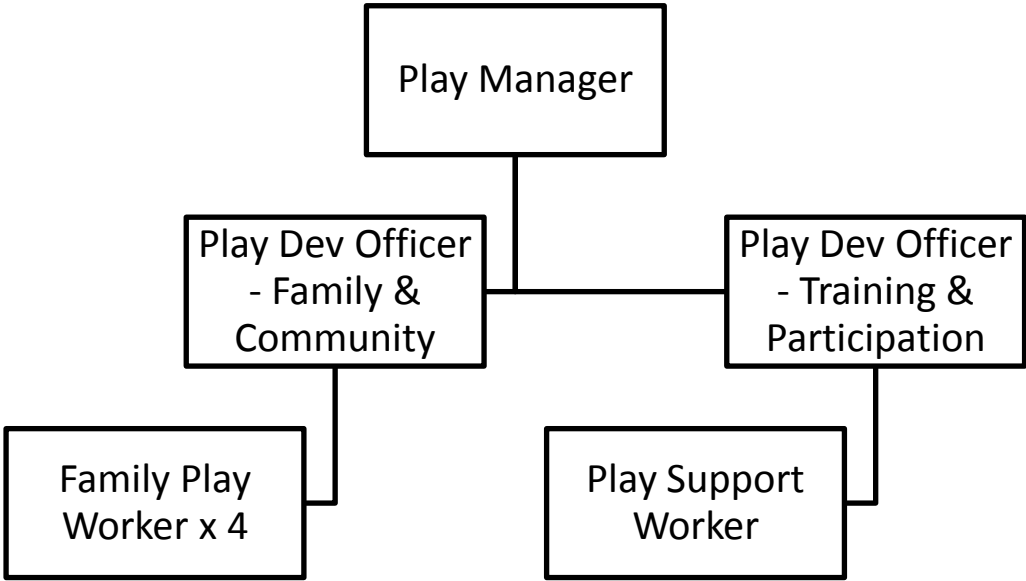 Play Manager
Play Dev Officer
- Family &
Community
Play Dev Officer
- Training &
Participation
Family Play
Worker x 4
Play Support
Worker